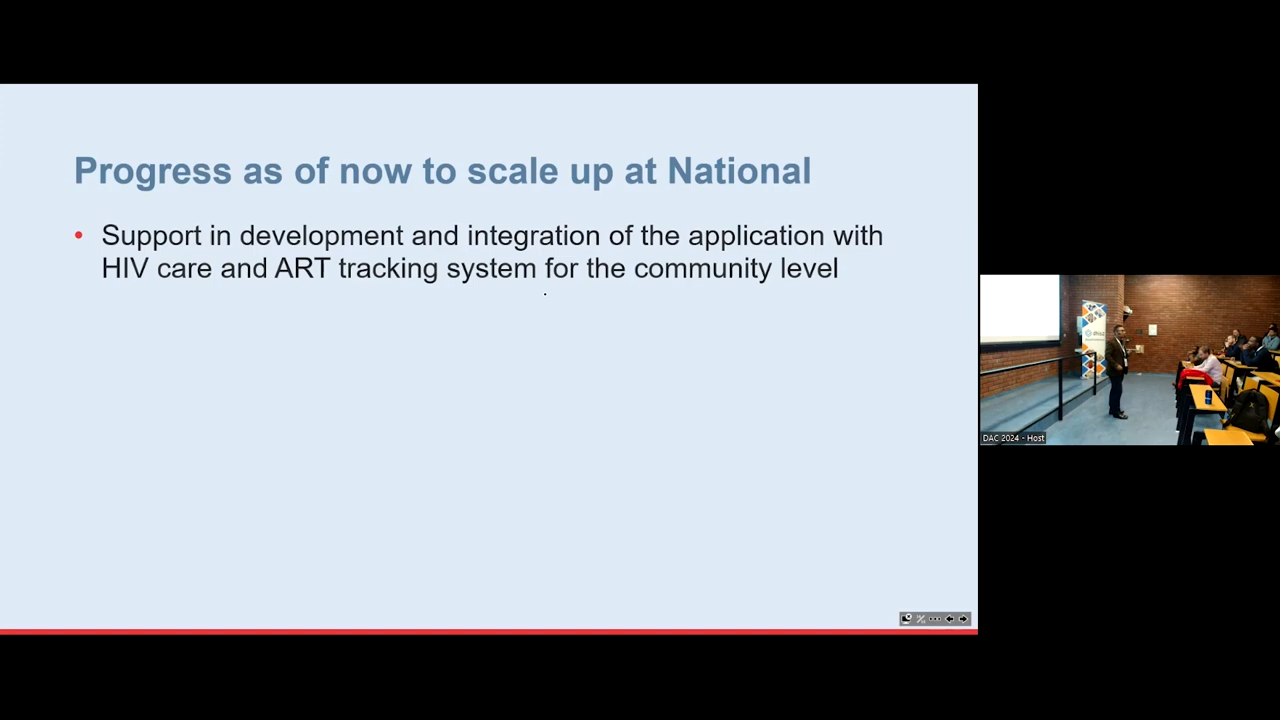 Progress as of now to scale up at National
• Support in development and integration of the application with
HIV care and ART tracking system for the community level
DAC 2024 - Host